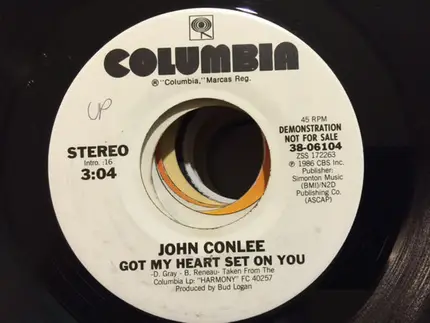 COLUMBIA
® "Columbia," Marcas Reg.
UP
STEREO
Intro. :16
3:04
45 RPM
DEMONSTRATION
NOT FOR SALE
38-06104
ZSS 172263
℗ 1986 CBS Inc.
Publisher:
Simonton Music
(BMI)/N2D
Publishing Co.
(ASCAP)
JOHN CONLEE
GOT MY HEART SET ON YOU
-D. Gray - B. Reneau- Taken From The
Columbia Lp: "HARMONY" FC 40257
Produced by Bud Logan